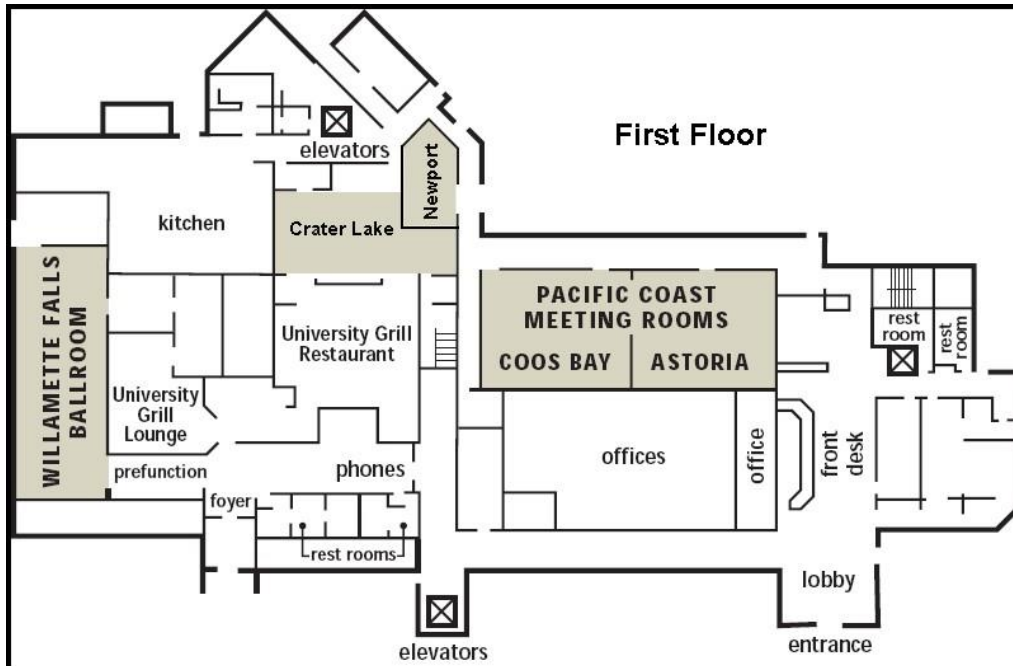 First Floor
elevators
Newport
kitchen
Crater Lake
WILLAMETTE FALLS
BALLROOM
PACIFIC COAST
MEETING ROOMS
COOS BAY
ASTORIA
rest
room
rest
room
University Grill
Restaurant
University
Grill
Lounge
prefunction
phones
offices
office
front
desk
foyer
rest rooms
lobby
elevators
entrance